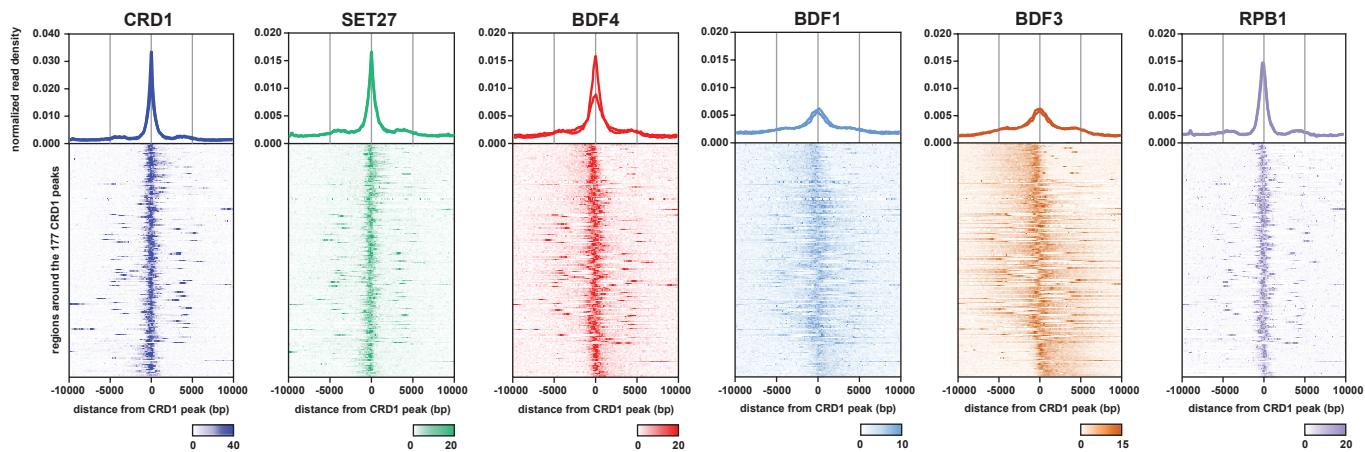 CRD1 SET27 BDF4 BDF1 BDF3 RPB1
normalized read density
0.040 0.020 0.020 0.020 0.020 0.020
0.030 0.015 0.015 0.015 0.015 0.015
0.020 0.010 0.010 0.010 0.010 0.010
0.010 0.005 0.005 0.005 0.005 0.005
0.000 0.000 0.000 0.000 0.000 0.000
regions around the 177 CRD1 peaks
-10000 -5000 0 5000 10000 -10000 -5000 0 5000 10000 -10000 -5000 0 5000 10000 -10000 -5000 0 5000 10000 -10000 -5000 0 5000 10000 -10000 -5000 0 5000 10000
distance from CRD1 peak (bp) distance from CRD1 peak (bp) distance from CRD1 peak (bp) distance from CRD1 peak (bp) distance from CRD1 peak (bp) distance from CRD1 peak (bp)
0 40 0 20 0 20 0 10 0 15 0 20